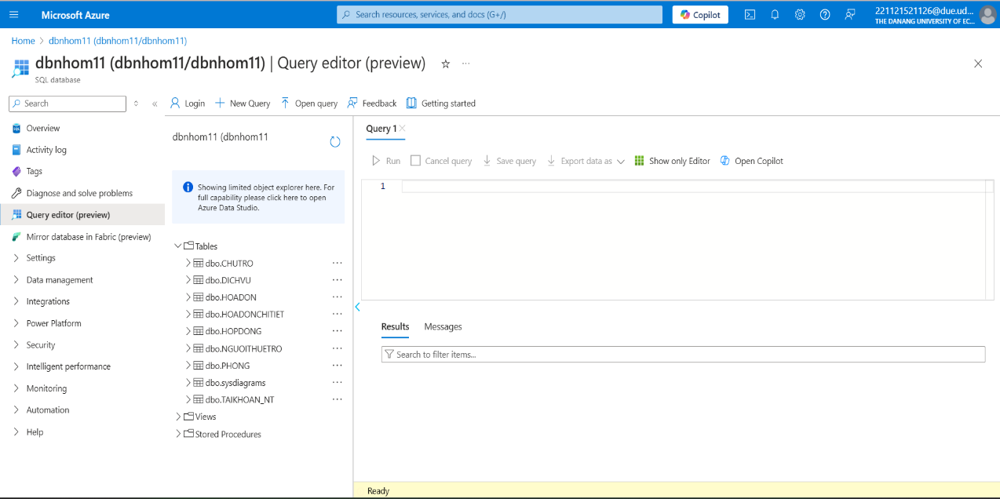 Microsoft Azure
Search resources, services, and docs (G+/)
Copilot
221121521126@due.ud...
THE DANANG UNIVERSITY OF EC...
Home > dbnhom11 (dbnhom11/dbnhom11)
dbnhom11 (dbnhom11/dbnhom11) | Query editor (preview)
SQL database
Search
Login
New Query
Open query
Feedback
Getting started
Overview
Activity log
Tags
Diagnose and solve problems
Query editor (preview)
Mirror database in Fabric (preview)
Settings
Data management
Integrations
Power Platform
Security
Intelligent performance
Monitoring
Automation
Help
dbnhom11 (dbnhom11
Showing limited object explorer here. For
full capability please click here to open
Azure Data Studio.
Tables
dbo.CHUTRO
dbo.DICHVU
dbo.HOADON
dbo.HOADONCHITIET
dbo.HOPDONG
dbo.NGUOITHUETRO
dbo.PHONG
dbo.sysdiagrams
dbo.TAIKHOAN_NT
Views
Stored Procedures
Query 1
Run
Cancel query
Save query
Export data as
Show only Editor
Open Copilot
1
Results
Messages
Search to filter items...
Ready